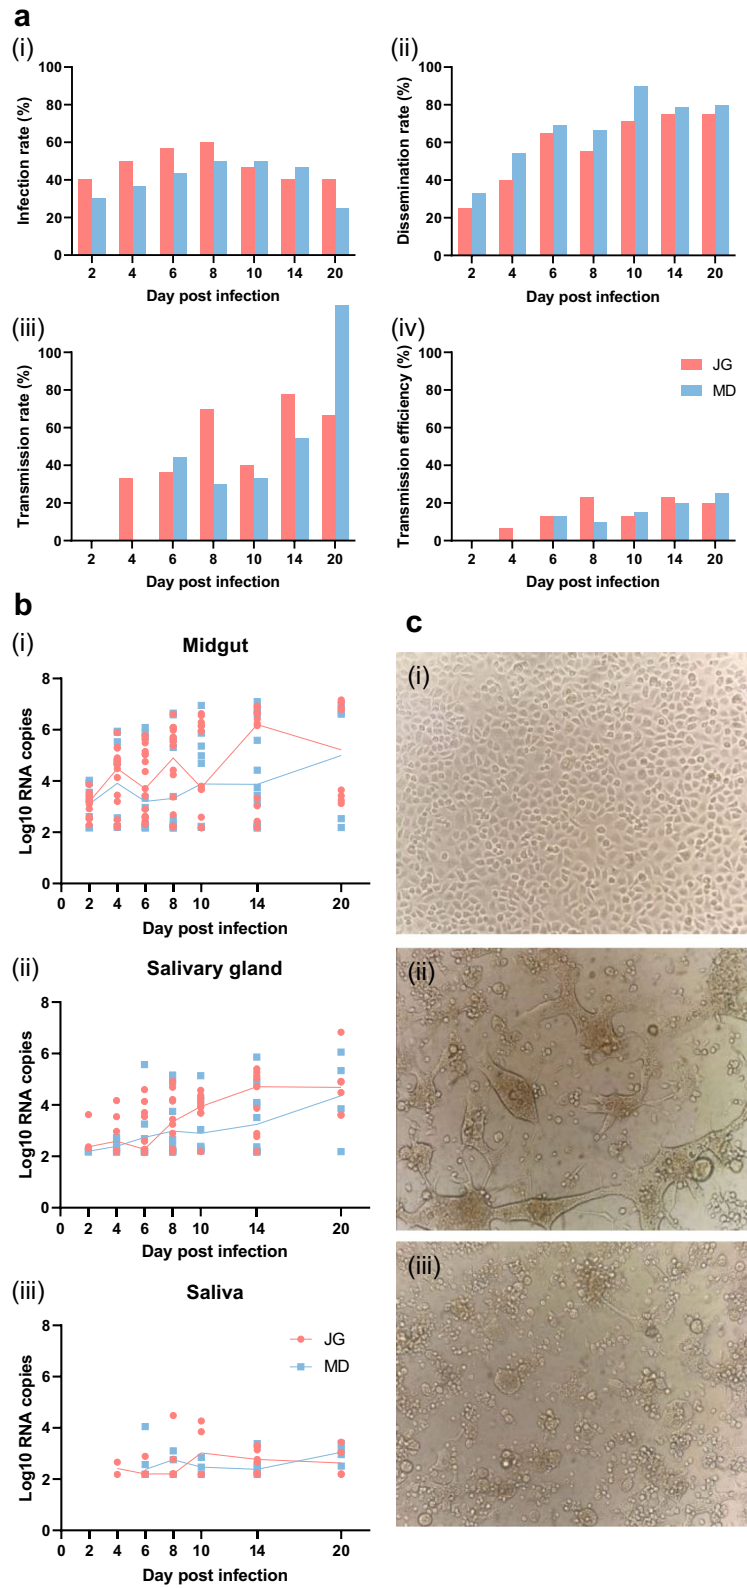 a
(i)
(ii)
100
80
60
40
20
0
Infection rate (%)
2 4 6 8 10 14 20
Day post infection
100
80
60
40
20
0
Dissemination rate (%)
2 4 6 8 10 14 20
Day post infection
(iii)
(iv)
100
80
60
40
20
0
Transmission rate (%)
2 4 6 8 10 14 20
Day post infection
100
80
60
40
20
0
Transmission efficiency (%)
JG
MD
2 4 6 8 10 14 20
Day post infection
b
(i)
Midgut
8
6
4
2
0
Log10 RNA copies
0 2 4 6 8 10 14 20
Day post infection
(ii)
Salivary gland
8
6
4
2
0
Log10 RNA copies
0 2 4 6 8 10 14 20
Day post infection
(iii)
Saliva
8
6
4
2
0
Log10 RNA copies
JG
MD
0 2 4 6 8 10 14 20
Day post infection
c
(i)
(ii)
(iii)